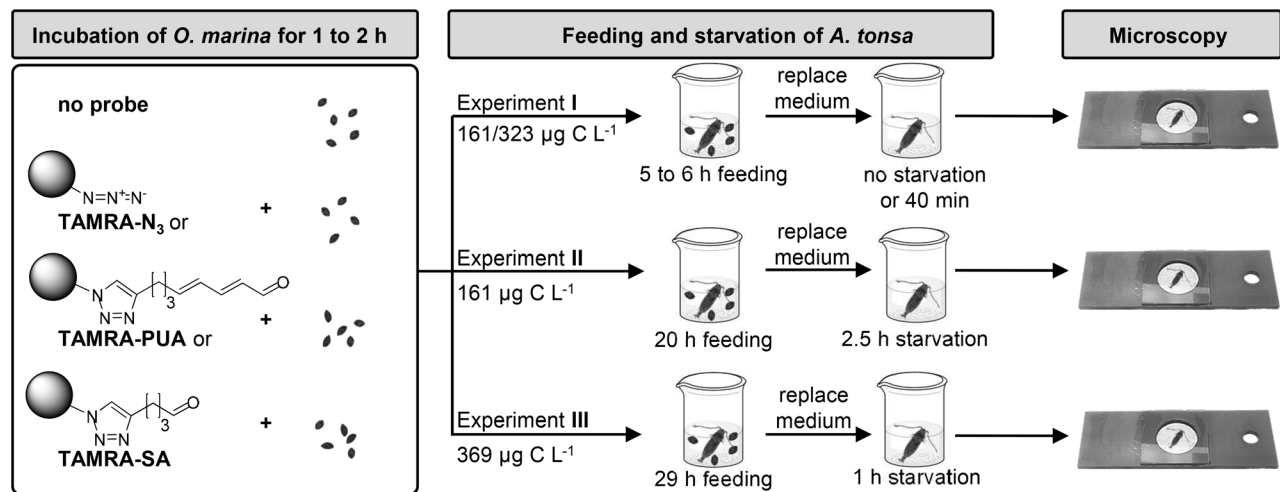 Incubation of O. marina for 1 to 2 h
Feeding and starvation of A. tonsa
Microscopy
no probe
N=N⁺=N⁻
TAMRA-N₃ or
+
N
N=N
3
O
TAMRA-PUA or
+
N
N=N
3
O
TAMRA-SA
+
Experiment I
161/323 µg C L⁻¹
5 to 6 h feeding
replace
medium
no starvation
or 40 min
Experiment II
161 µg C L⁻¹
20 h feeding
replace
medium
2.5 h starvation
Experiment III
369 µg C L⁻¹
29 h feeding
replace
medium
1 h starvation